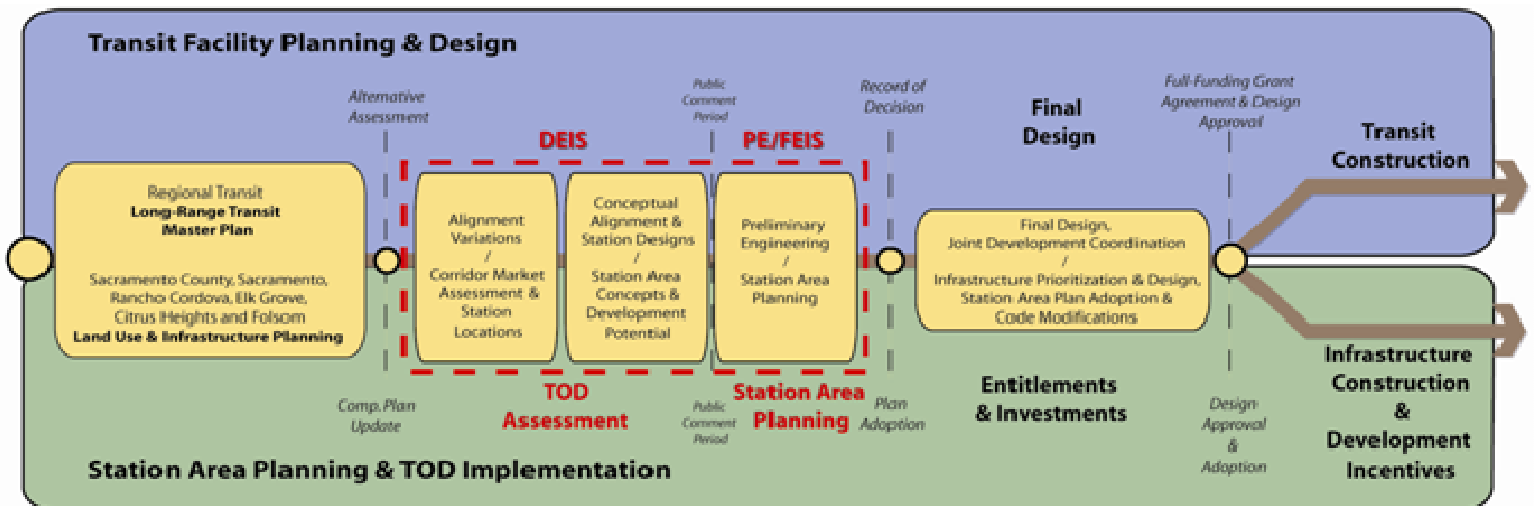 Transit Facility Planning & Design
Alternative
Assessment
Public
Comment
Period
Record of
Decision
Full-Funding Grant
Agreement & Design
Approval
DEIS
PE/FEIS
Final
Design
Transit
Construction
Regional Transit
Long-Range Transit
Master Plan
Sacramento County, Sacramento,
Rancho Cordova, Elk Grove,
Citrus Heights and Folsom
Land Use & Infrastructure Planning
Alignment
Variations
/
Corridor Market
Assessment &
Station
Locations
Conceptual
Alignment &
Station Designs
/
Station Area
Concepts &
Development
Potential
Preliminary
Engineering
/
Station Area
Planning
Final Design,
Joint Development Coordination
/
Infrastructure Prioritization & Design,
Station Area Plan Adoption &
Code Modifications
Comp. Plan
Update
TOD
Assessment
Public
Comment
Period
Station Area
Planning
Plan
Adoption
Entitlements
& Investments
Design
Approval
&
Adoption
Infrastructure
Construction
&
Development
Incentives
Station Area Planning & TOD Implementation